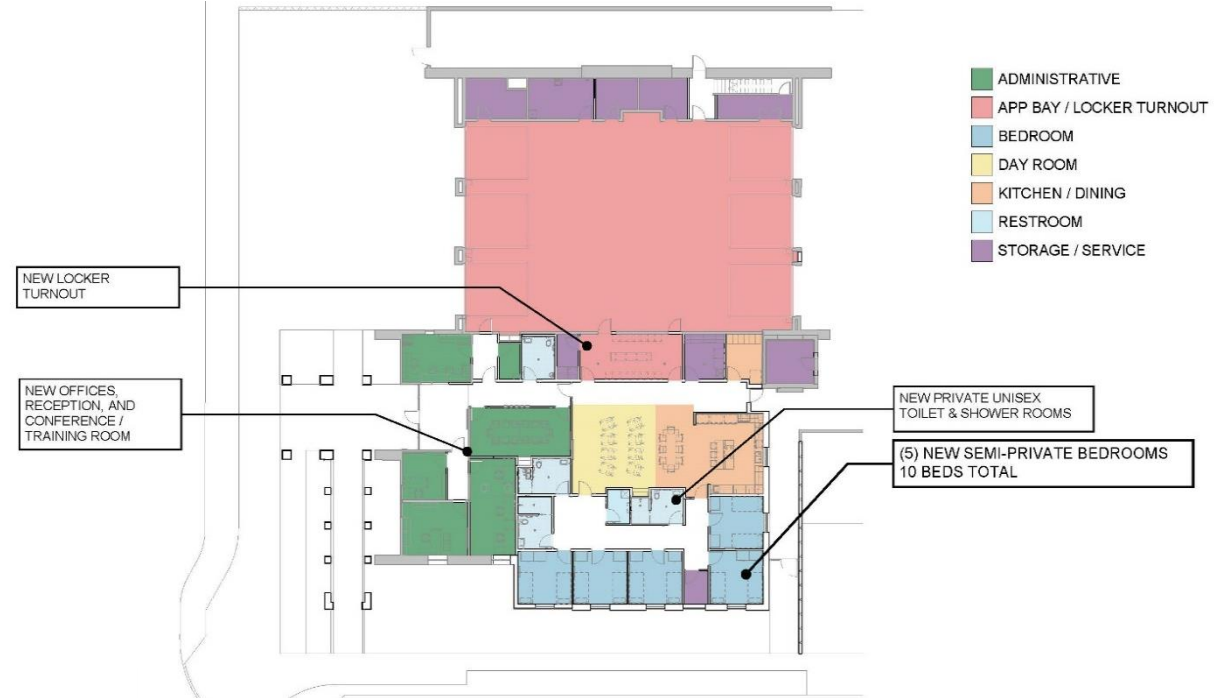 ADMINISTRATIVE
APP BAY / LOCKER TURNOUT
BEDROOM
DAY ROOM
KITCHEN / DINING
RESTROOM
STORAGE / SERVICE
NEW LOCKER
TURNOUT
NEW OFFICES,
RECEPTION, AND
CONFERENCE /
TRAINING ROOM
NEW PRIVATE UNISEX
TOILET & SHOWER ROOMS
(5) NEW SEMI-PRIVATE BEDROOMS
10 BEDS TOTAL